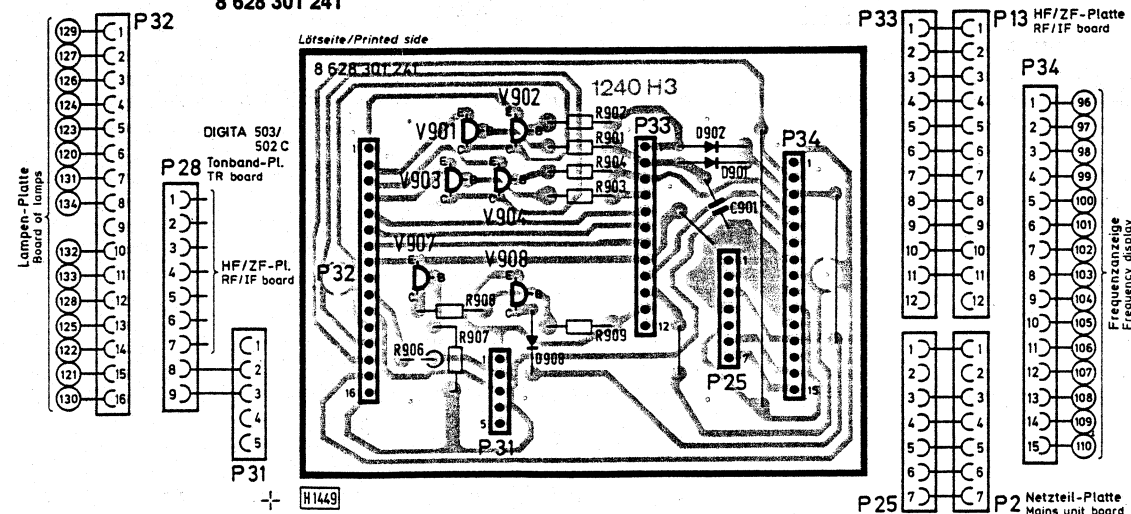 8 628 301 241
P32
129 1
127 2
126 3
124 4
123 5
120 6
131 7
134 8
9
132 10
133 11
128 12
125 13
122 14
121 15
130 16
Lampen-Platte
Board of lamps
DIGITA 503/
502 C
Tonband-Pl.
TR board
P28
1
2
3
4
5
6
7
8
9
HF/ZF-Pl.
RF/IF board
1
2
3
4
5
P31
Lötseite/Printed side
8 628 301 241
1240 H3
V902
V901
V903
V904
V907
V908
E
B
C
E
B
C
E
B
C
E
B
C
E
B
C
E
B
C
R902
R901
R904
R903
R908
R907
R906
R909
D902
D901
D908
C901
P33
1
12
P34
1
15
P32
1
16
P25
1
7
P31
1
5
H1449
P33 P13 HF/ZF-Platte
RF/IF board
1 1
2 2
3 3
4 4
5 5
6 6
7 7
8 8
9 9
10 10
11 11
12 12
1 1
2 2
3 3
4 4
5 5
6 6
7 7
P25 P2 Netzteil-Platte
Mains unit board
P34
1 96
2 97
3 98
4 99
5 100
6 101
7 102
8 103
9 104
10 105
11 106
12 107
13 108
14 109
15 110
Frequenzanzeige
Frequency display